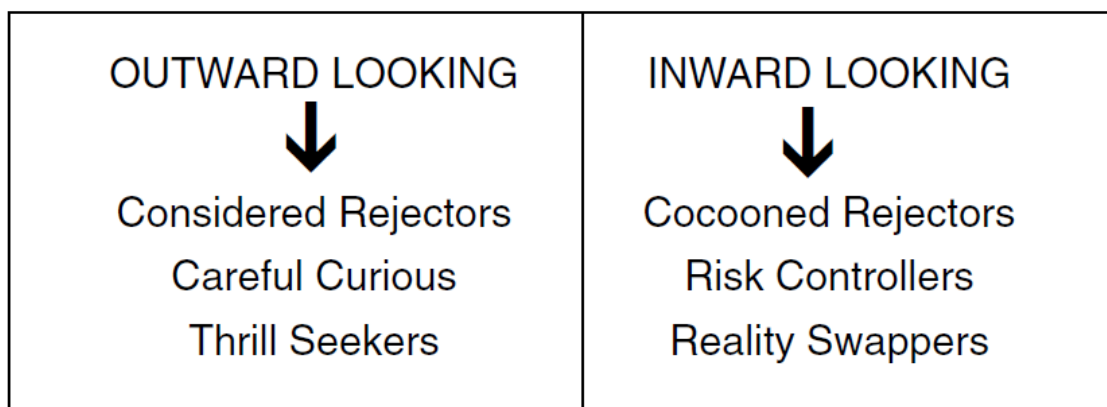 OUTWARD LOOKING
Considered Rejectors
Careful Curious
Thrill Seekers
INWARD LOOKING
Cocooned Rejectors
Risk Controllers
Reality Swappers